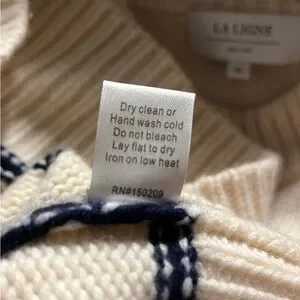 LA LIGNE
Dry clean or
Hand wash cold
Do not bleach
Lay flat to dry
Iron on low heat
RN#150209